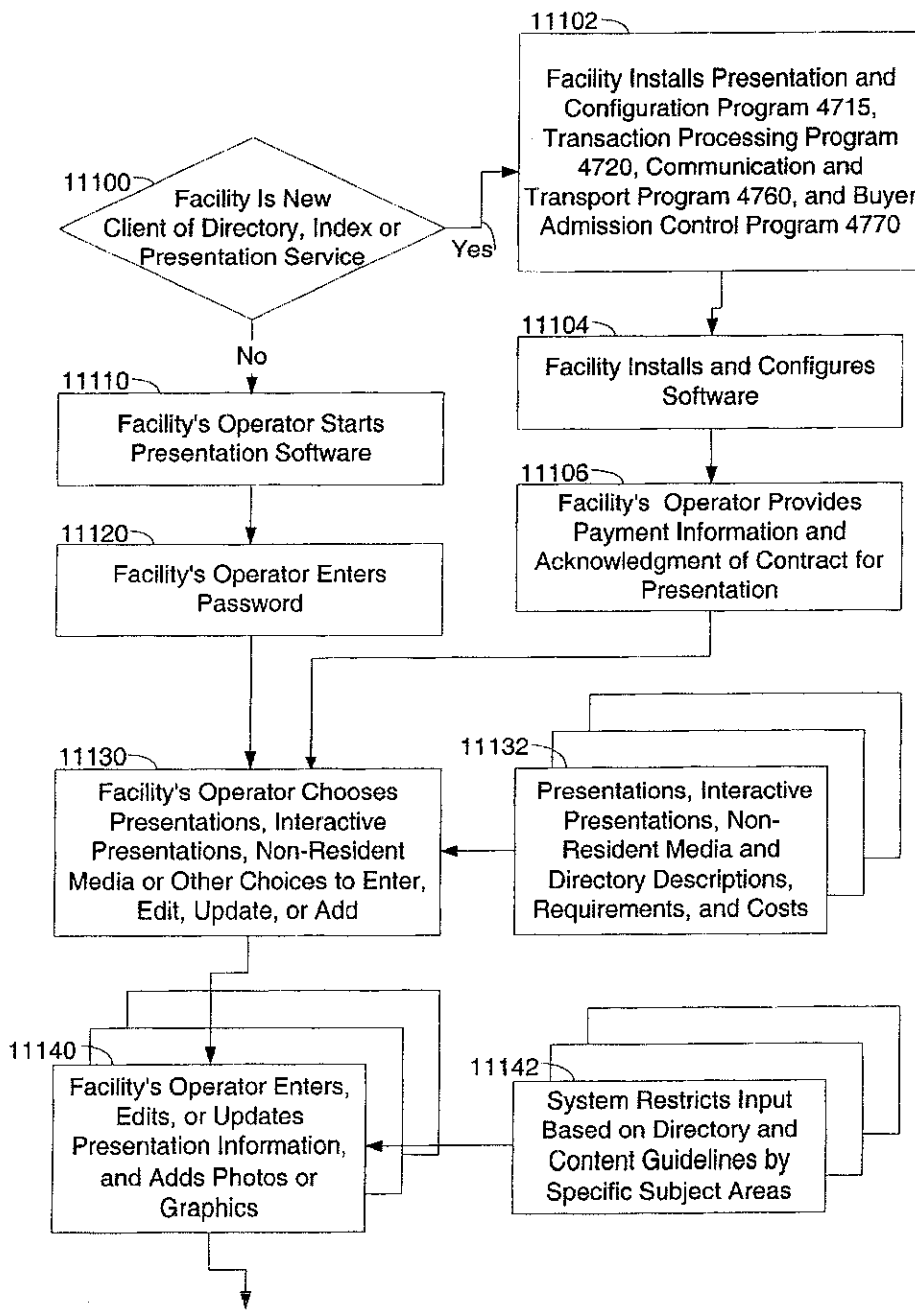 11102
Facility Installs Presentation and
Configuration Program 4715,
Transaction Processing Program
4720, Communication and
Transport Program 4760, and Buyer
Admission Control Program 4770
11100
Facility Is New
Client of Directory, Index or
Presentation Service
Yes
No
11104
Facility Installs and Configures
Software
11110
Facility's Operator Starts
Presentation Software
11106
Facility's Operator Provides
Payment Information and
Acknowledgment of Contract for
Presentation
11120
Facility's Operator Enters
Password
11130
Facility's Operator Chooses
Presentations, Interactive
Presentations, Non-Resident
Media or Other Choices to Enter,
Edit, Update, or Add
11132
Presentations, Interactive
Presentations, Non-
Resident Media and
Directory Descriptions,
Requirements, and Costs
11140
Facility's Operator Enters,
Edits, or Updates
Presentation Information,
and Adds Photos or
Graphics
11142
System Restricts Input
Based on Directory and
Content Guidelines by
Specific Subject Areas